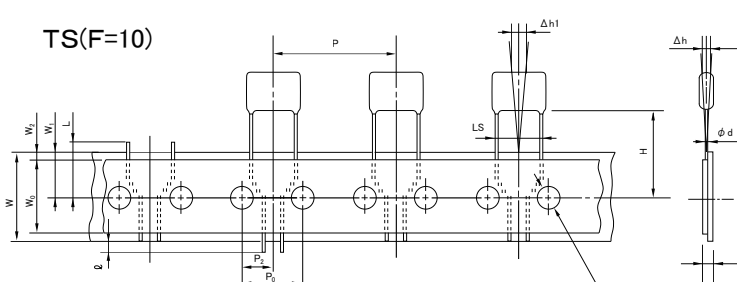 TS(F=10)
P
Δh1
Δh
LS
φd
H
W₂
W₁
L
W
W₀
ℓ
P₂
P₀